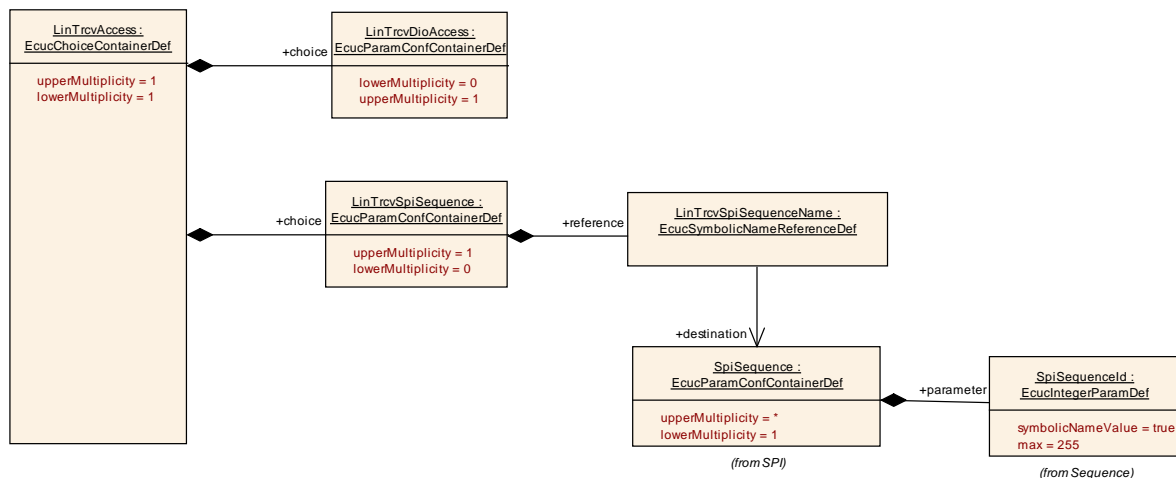 LinTrcvAccess :
EcucChoiceContainerDef
upperMultiplicity = 1
lowerMultiplicity = 1
+choice
LinTrcvDioAccess :
EcucParamConfContainerDef
lowerMultiplicity = 0
upperMultiplicity = 1
+choice
LinTrcvSpiSequence :
EcucParamConfContainerDef
upperMultiplicity = 1
lowerMultiplicity = 0
+reference
LinTrcvSpiSequenceName :
EcucSymbolicNameReferenceDef
+destination
SpiSequence :
EcucParamConfContainerDef
upperMultiplicity = *
lowerMultiplicity = 1
(from SPI)
+parameter
SpiSequenceId :
EcucIntegerParamDef
symbolicNameValue = true
max = 255
(from Sequence)